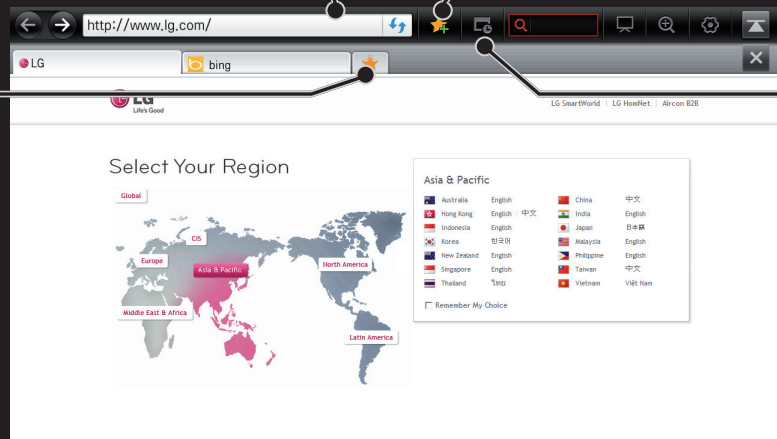 http://www.lg.com/
LG
bing
LG
Life's Good
LG SmartWorld | LG HomNet | Aircon B2B
Select Your Region
Global
CIS
Europe
Asia & Pacific
North America
Middle East & Africa
Latin America
Asia & Pacific
Australia English China 中文
Hong Kong English 中文 India English
Indonesia English Japan 日本語
Korea 한국어 Malaysia English
New Zealand English Philippine English
Singapore English Taiwan 中文
Thailand ไทย Vietnam Việt Nam
Remember My Choice